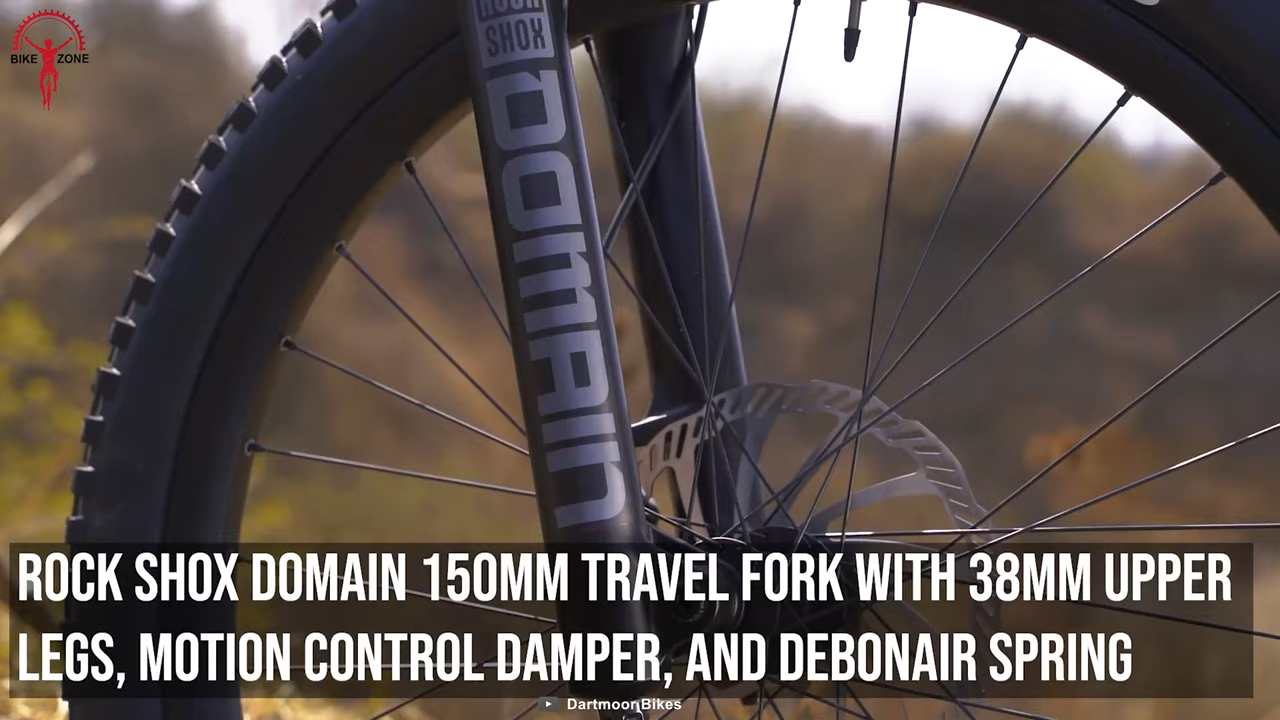 BIKE ZONE
ROCK
SHOX
DOMAIN
ROCK SHOX DOMAIN 150MM TRAVEL FORK WITH 38MM UPPER
LEGS, MOTION CONTROL DAMPER, AND DEBONAIR SPRING
DartmoonBikes